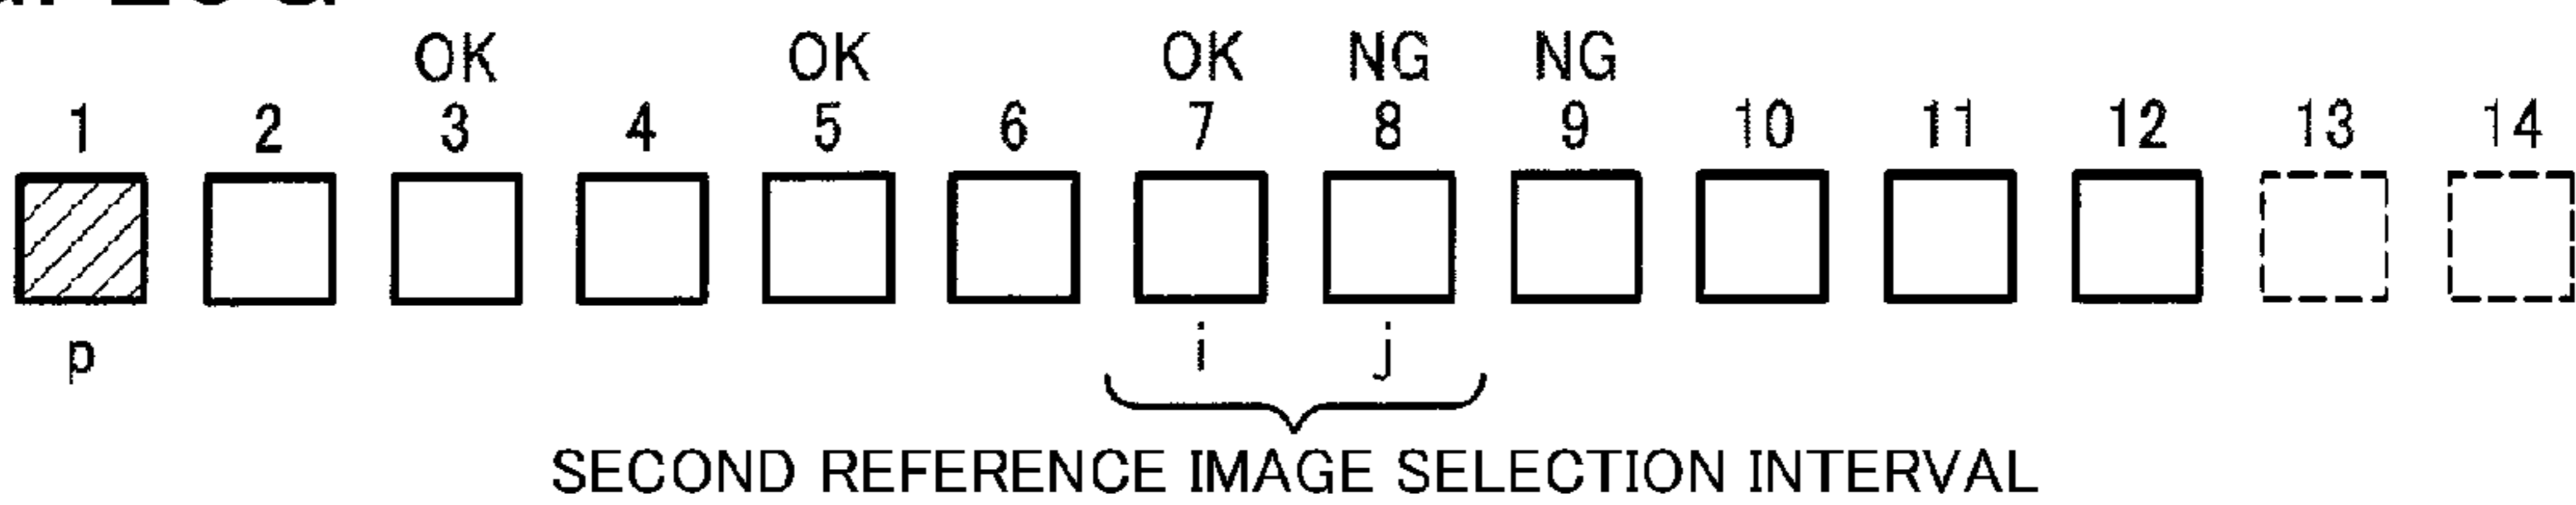 OK OK OK NG NG
1 2 3 4 5 6 7 8 9 10 11 12 13 14
p i j
SECOND REFERENCE IMAGE SELECTION INTERVAL